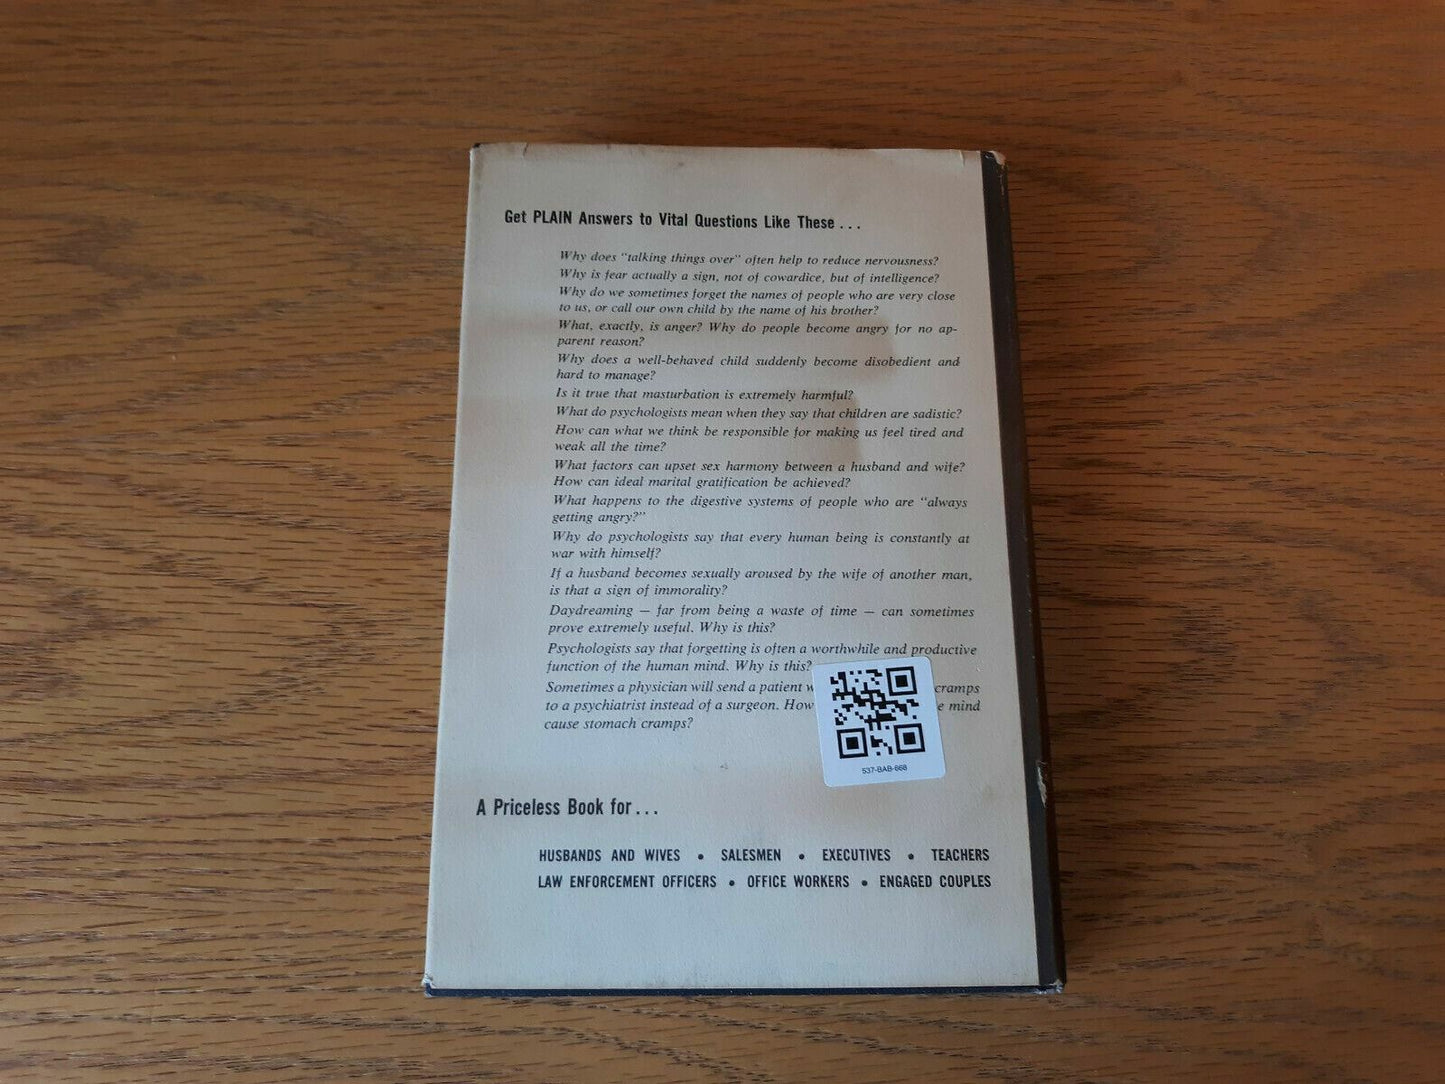 Get PLAIN Answers to Vital Questions Like These . . .
Why does "talking things over" often help to reduce nervousness?
Why is fear actually a sign, not of cowardice, but of intelligence?
Why do we sometimes forget the names of people who are very close
to us, or call our own child by the name of his brother?
What, exactly, is anger? Why do people become angry for no ap-
parent reason?
Why does a well-behaved child suddenly become disobedient and
hard to manage?
Is it true that masturbation is extremely harmful?
What do psychologists mean when they say that children are sadistic?
How can what we think be responsible for making us feel tired and
weak all the time?
What factors can upset sex harmony between a husband and wife?
How can ideal marital gratification be achieved?
What happens to the digestive systems of people who are "always
getting angry?"
Why do psychologists say that every human being is constantly at
war with himself?
If a husband becomes sexually aroused by the wife of another man,
is that a sign of immorality?
Daydreaming — far from being a waste of time — can sometimes
prove extremely useful. Why is this?
Psychologists say that forgetting is often a worthwhile and productive
function of the human mind. Why is this?
Sometimes a physician will send a patient w cramps
to a psychiatrist instead of a surgeon. How e mind
cause stomach cramps?
537-BAB-668
A Priceless Book for . . .
HUSBANDS AND WIVES • SALESMEN • EXECUTIVES • TEACHERS
LAW ENFORCEMENT OFFICERS • OFFICE WORKERS • ENGAGED COUPLES